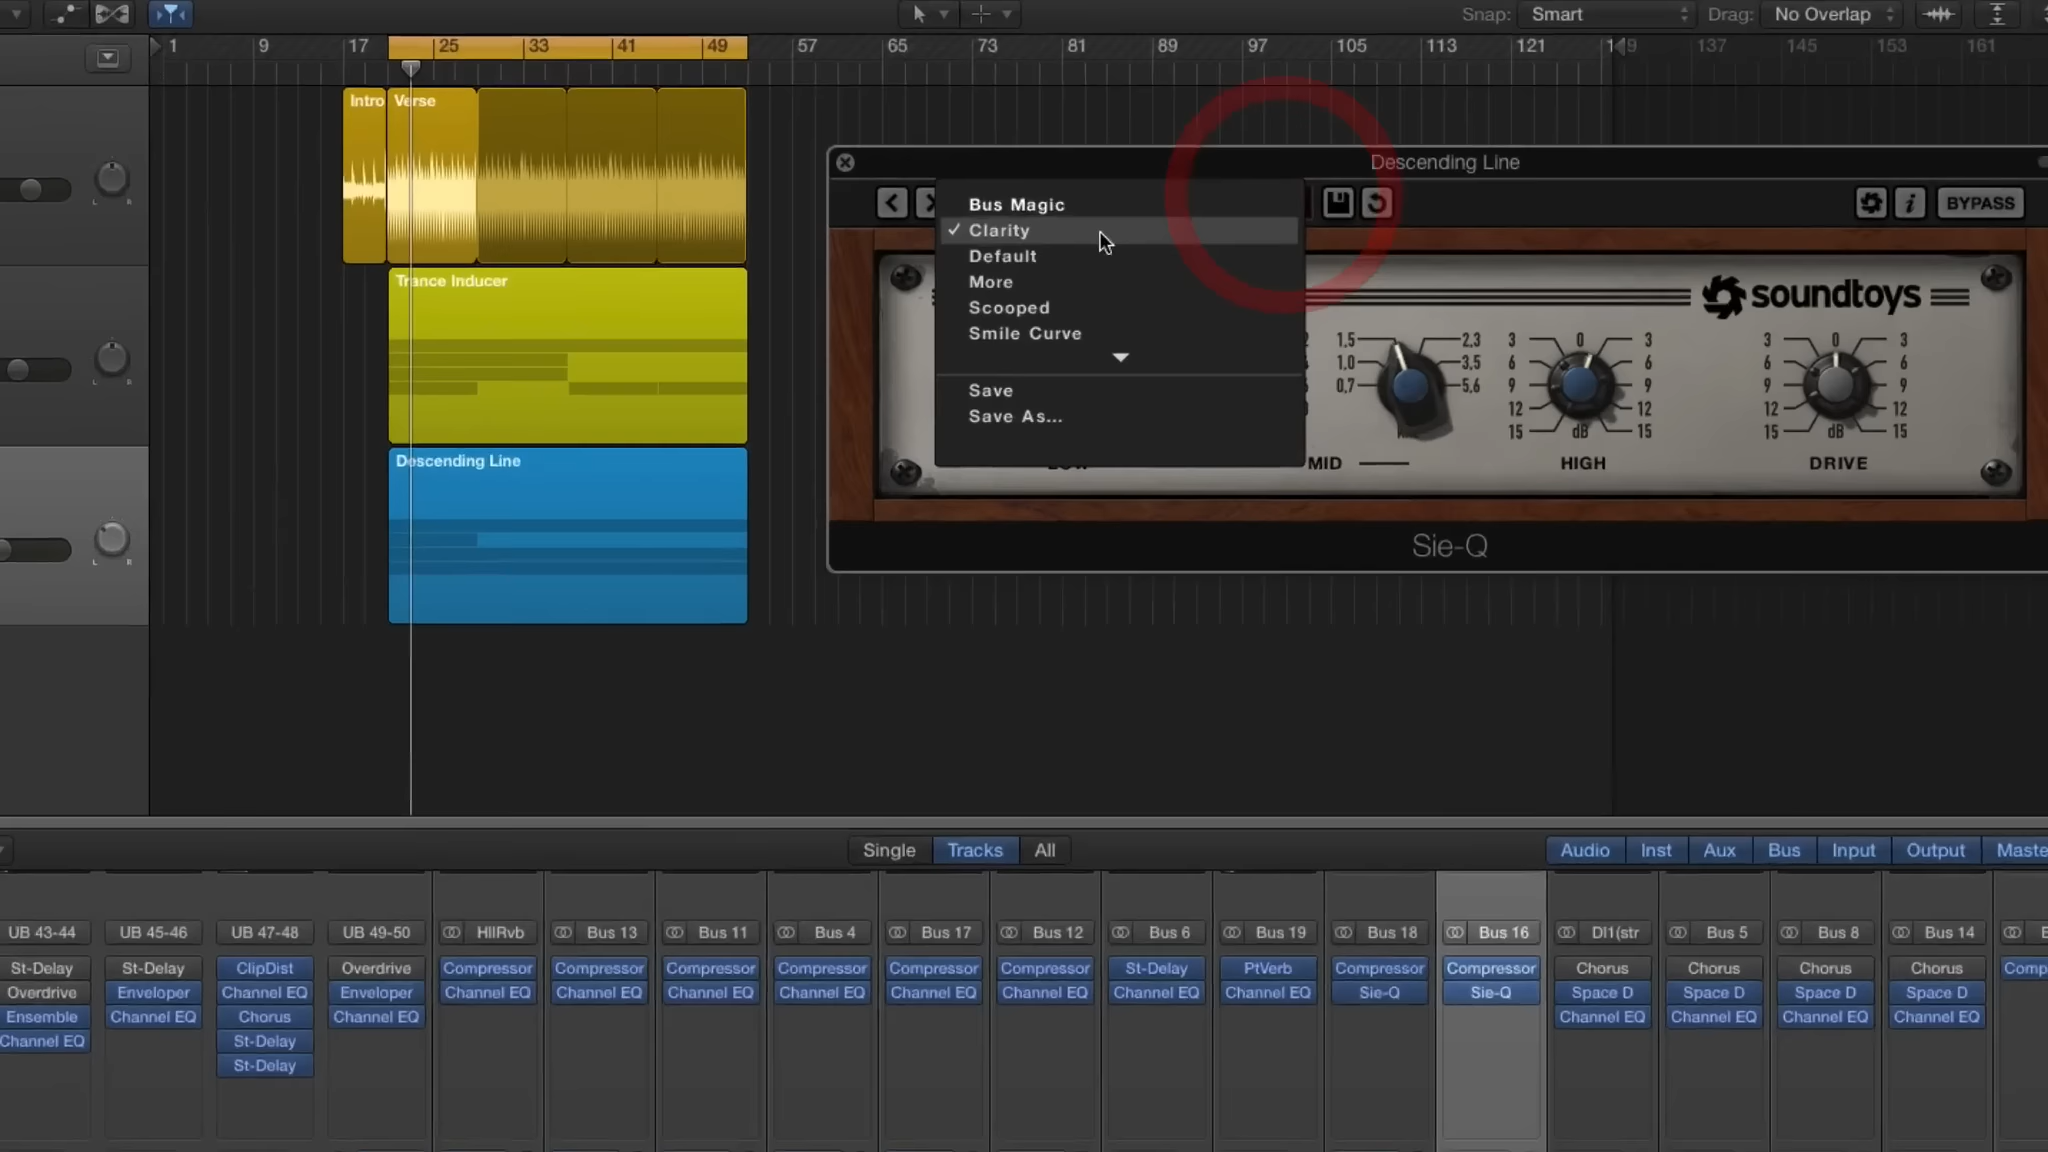 Snap: Smart Drag: No Overlap
1 9 17 25 33 41 49 57 65 73 81 89 97 105 113 121 137 145 153 161
Intro Verse
Descending Line
Bus Magic
✓ Clarity
Default
More
Scooped
Smile Curve
Save
Save As...
BYPASS
Trance Inducer
soundtoys
1,5 2,3
1,0 3,5
0,7 5,6
3 0 3
6 6
9 9
12 12
15 dB 15
3 0 3
6 6
9 9
12 12
15 dB 15
MID HIGH DRIVE
Descending Line
Sie-Q
L R
L R
L R
Single Tracks All
Audio Inst Aux Bus Input Output Maste
UB 43-44 UB 45-46 UB 47-48 UB 49-50 HllRvb Bus 13 Bus 11 Bus 4 Bus 17 Bus 12 Bus 6 Bus 19 Bus 18 Bus 16 DI1(str Bus 5 Bus 8 Bus 14
St-Delay St-Delay ClipDist Overdrive Compressor Compressor Compressor Compressor Compressor Compressor St-Delay PtVerb Compressor Compressor Chorus Chorus Chorus Chorus Comp
Overdrive Enveloper Channel EQ Enveloper Channel EQ Channel EQ Channel EQ Channel EQ Channel EQ Channel EQ Channel EQ Channel EQ Sie-Q Sie-Q Space D Space D Space D Space D
Ensemble Channel EQ Chorus Channel EQ Channel EQ Channel EQ Channel EQ Channel EQ
Channel EQ St-Delay
St-Delay